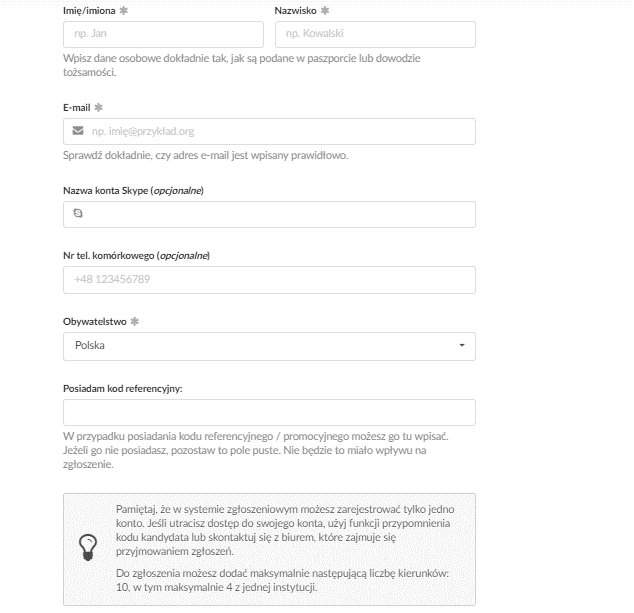 Imię/imiona ✱ Nazwisko ✱
np. Jan np. Kowalski
Wpisz dane osobowe dokładnie tak, jak są podane w paszporcie lub dowodzie
tożsamości.
E-mail ✱
np. imię@przykład.org
Sprawdź dokładnie, czy adres e-mail jest wpisany prawidłowo.
Nazwa konta Skype (opcjonalne)
Nr tel. komórkowego (opcjonalne)
+48 123456789
Obywatelstwo ✱
Polska
Posiadam kod referencyjny:
W przypadku posiadania kodu referencyjnego / promocyjnego możesz go tu wpisać.
Jeżeli go nie posiadasz, pozostaw to pole puste. Nie będzie to miało wpływu na
zgłoszenie.
Pamiętaj, że w systemie zgłoszeniowym możesz zarejestrować tylko jedno
konto. Jeśli utracisz dostęp do swojego konta, użyj funkcji przypomnienia
kodu kandydata lub skontaktuj się z biurem, które zajmuje się
przyjmowaniem zgłoszeń.
Do zgłoszenia możesz dodać maksymalnie następującą liczbę kierunków:
10, w tym maksymalnie 4 z jednej instytucji.